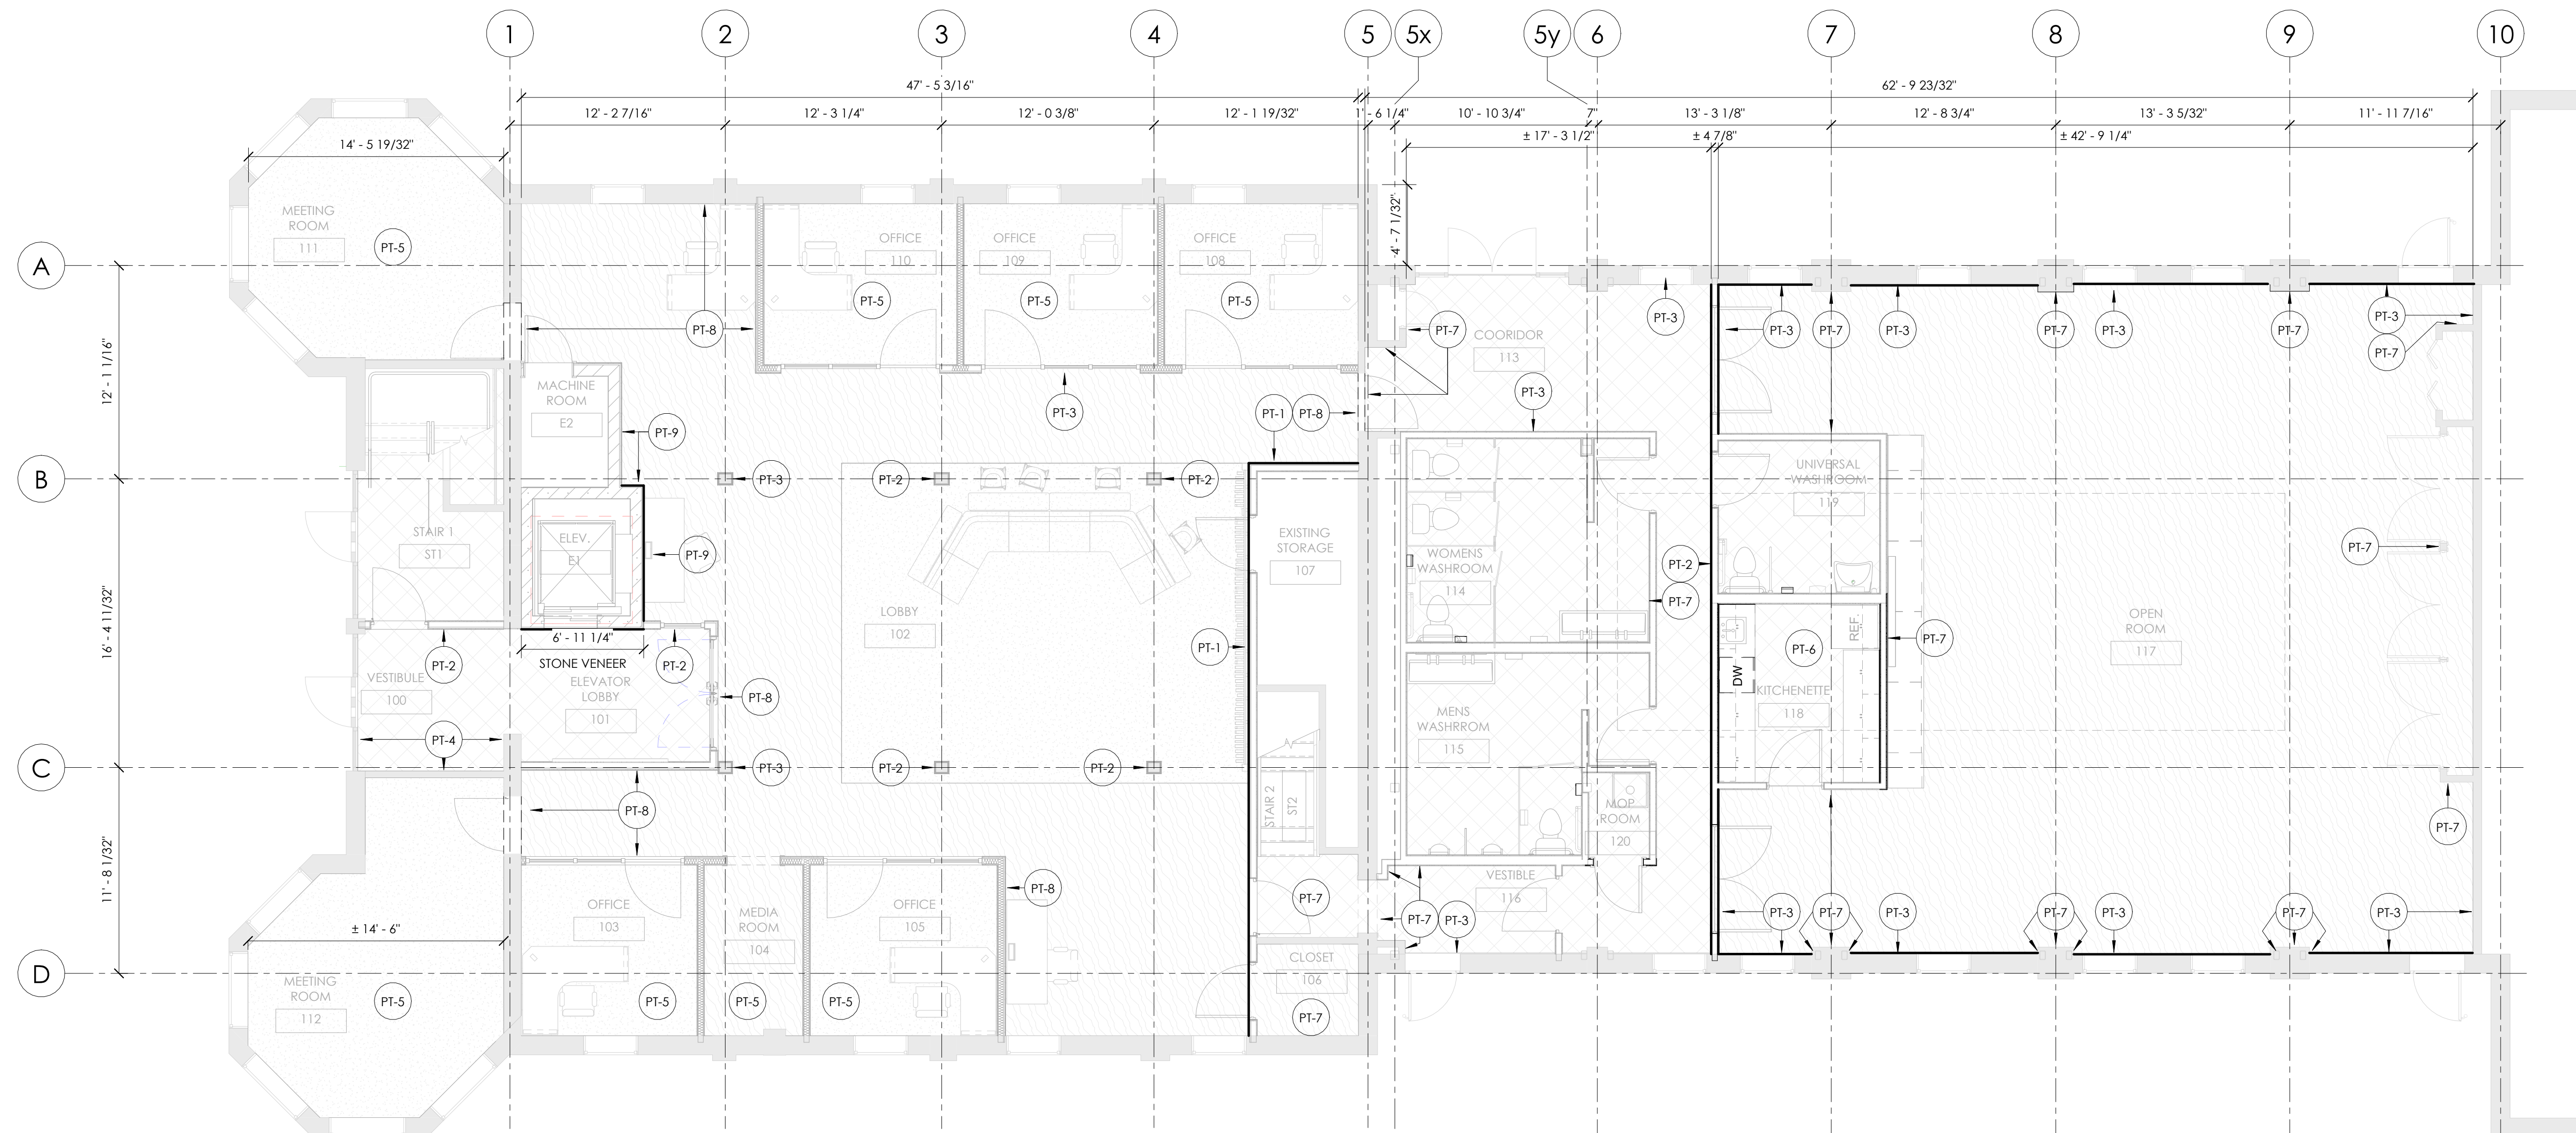 1 2 3 4 5 5x 5y 6 7 8 9 10
47' - 5 3/16" 62' - 9 23/32"
12' - 2 7/16" 12' - 3 1/4" 12' - 0 3/8" 12' - 1 19/32" 1' - 6 1/4" 10' - 10 3/4" 7" 13' - 3 1/8" 12' - 8 3/4" 13' - 3 5/32" 11' - 11 7/16"
± 17' - 3 1/2" ± 4 7/8" ± 42' - 9 1/4"
14' - 5 19/32"
4' - 7 1/32"
MEETING
ROOM
111
PT-5
A
OFFICE
110
PT-5
OFFICE
109
PT-5
OFFICE
108
PT-5
PT-8
PT-7
COORIDOR
113
PT-3
PT-3
PT-7
PT-3
PT-7
PT-3
PT-7
PT-3
PT-7
12' - 1 11/16"
MACHINE
ROOM
E2
PT-9
PT-3
PT-1
PT-8
PT-3
B
PT-3
PT-2
PT-2
UNIVERSAL
WASHROOM
119
STAIR 1
ST1
ELEV.
E1
PT-9
EXISTING
STORAGE
107
WOMENS
WASHROOM
114
PT-2
PT-7
PT-7
16' - 4 11/32"
LOBBY
102
PT-1
6' - 11 1/4"
STONE VENEER
PT-2
PT-2
ELEVATOR
LOBBY
101
VESTIBULE
100
PT-8
PT-4
REF.
PT-6
PT-7
DW
KITCHENETTE
118
OPEN
ROOM
117
MENS
WASHRROM
115
C
PT-3
PT-2
PT-2
PT-8
STAIR 2
ST2
MOP
ROOM
120
PT-7
11' - 8 1/32"
± 14' - 6"
OFFICE
103
MEDIA
ROOM
104
OFFICE
105
PT-8
PT-7
VESTIBLE
116
PT-7
PT-3
PT-3
PT-7
PT-3
PT-7
PT-3
PT-7
PT-3
D
MEETING
ROOM
112
PT-5
PT-5
PT-5
PT-5
CLOSET
106
PT-7